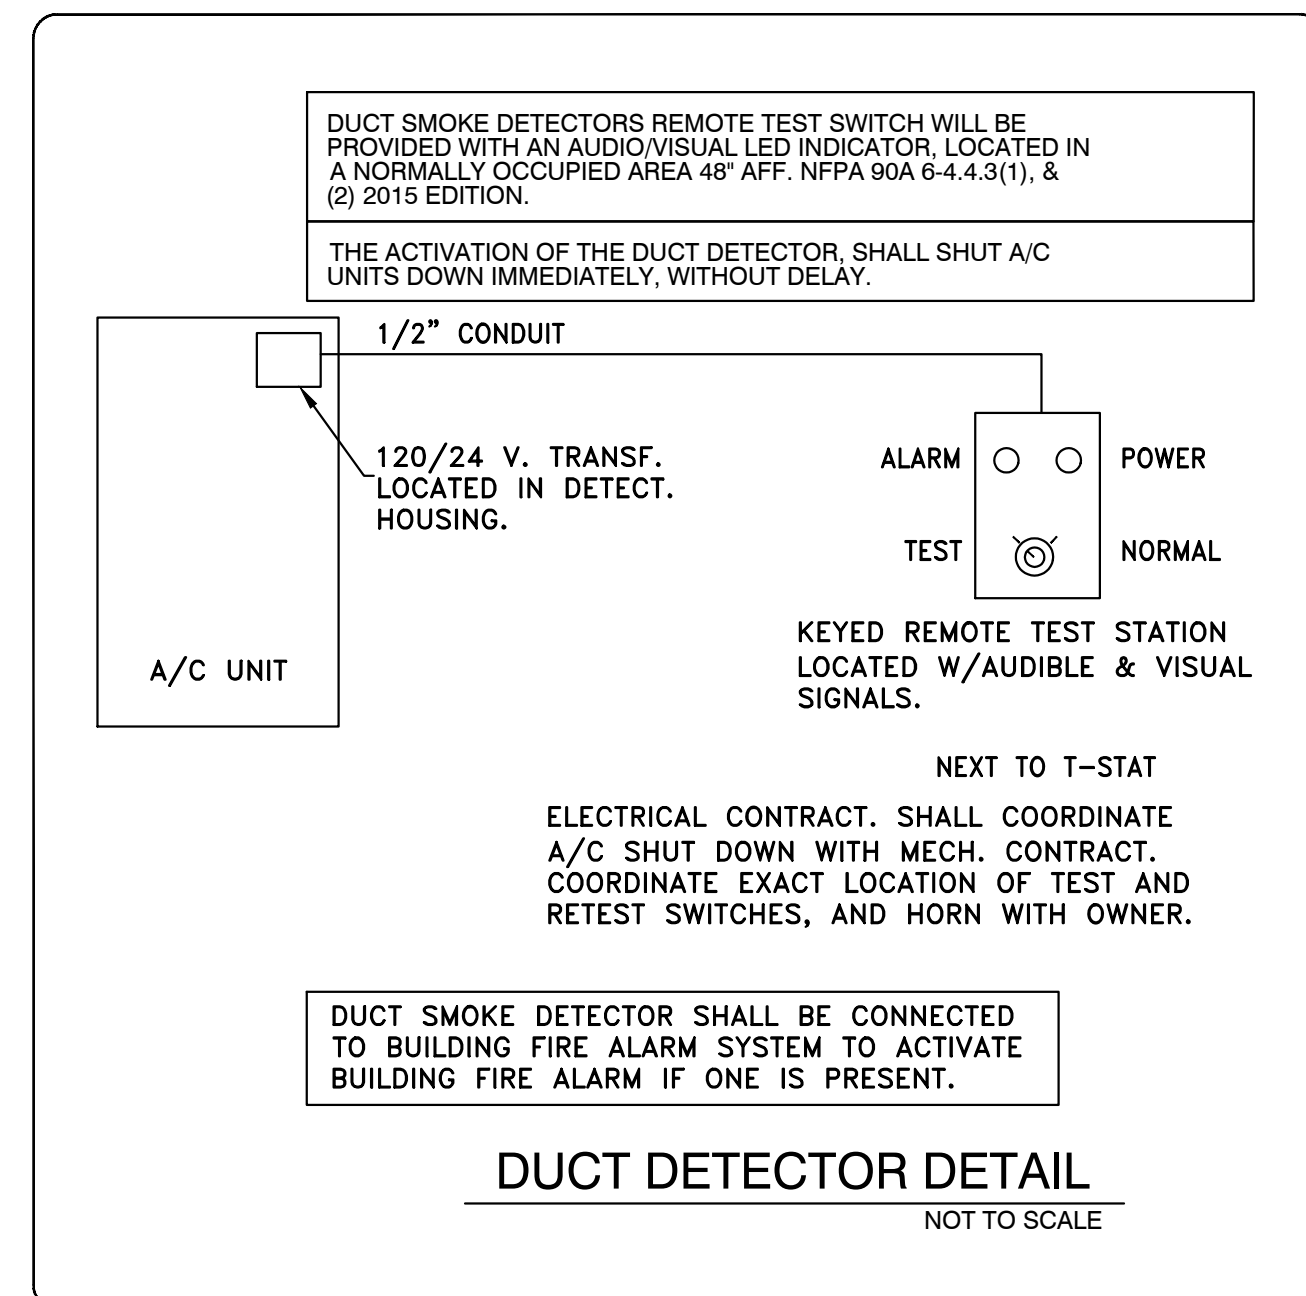 DUCT SMOKE DETECTORS REMOTE TEST SWITCH WILL BE
PROVIDED WITH AN AUDIO/VISUAL LED INDICATOR, LOCATED IN
A NORMALLY OCCUPIED AREA 48" AFF. NFPA 90A 6-4.4.3(1), &
(2) 2015 EDITION.
THE ACTIVATION OF THE DUCT DETECTOR, SHALL SHUT A/C
UNITS DOWN IMMEDIATELY, WITHOUT DELAY.
1/2” CONDUIT
120/24 V. TRANSF.
LOCATED IN DETECT.
HOUSING.
A/C UNIT
ALARM
POWER
TEST
NORMAL
KEYED REMOTE TEST STATION
LOCATED W/AUDIBLE & VISUAL
SIGNALS.
NEXT TO T-STAT
ELECTRICAL CONTRACT. SHALL COORDINATE
A/C SHUT DOWN WITH MECH. CONTRACT.
COORDINATE EXACT LOCATION OF TEST AND
RETEST SWITCHES, AND HORN WITH OWNER.
DUCT SMOKE DETECTOR SHALL BE CONNECTED
TO BUILDING FIRE ALARM SYSTEM TO ACTIVATE
BUILDING FIRE ALARM IF ONE IS PRESENT.
DUCT DETECTOR DETAIL
NOT TO SCALE